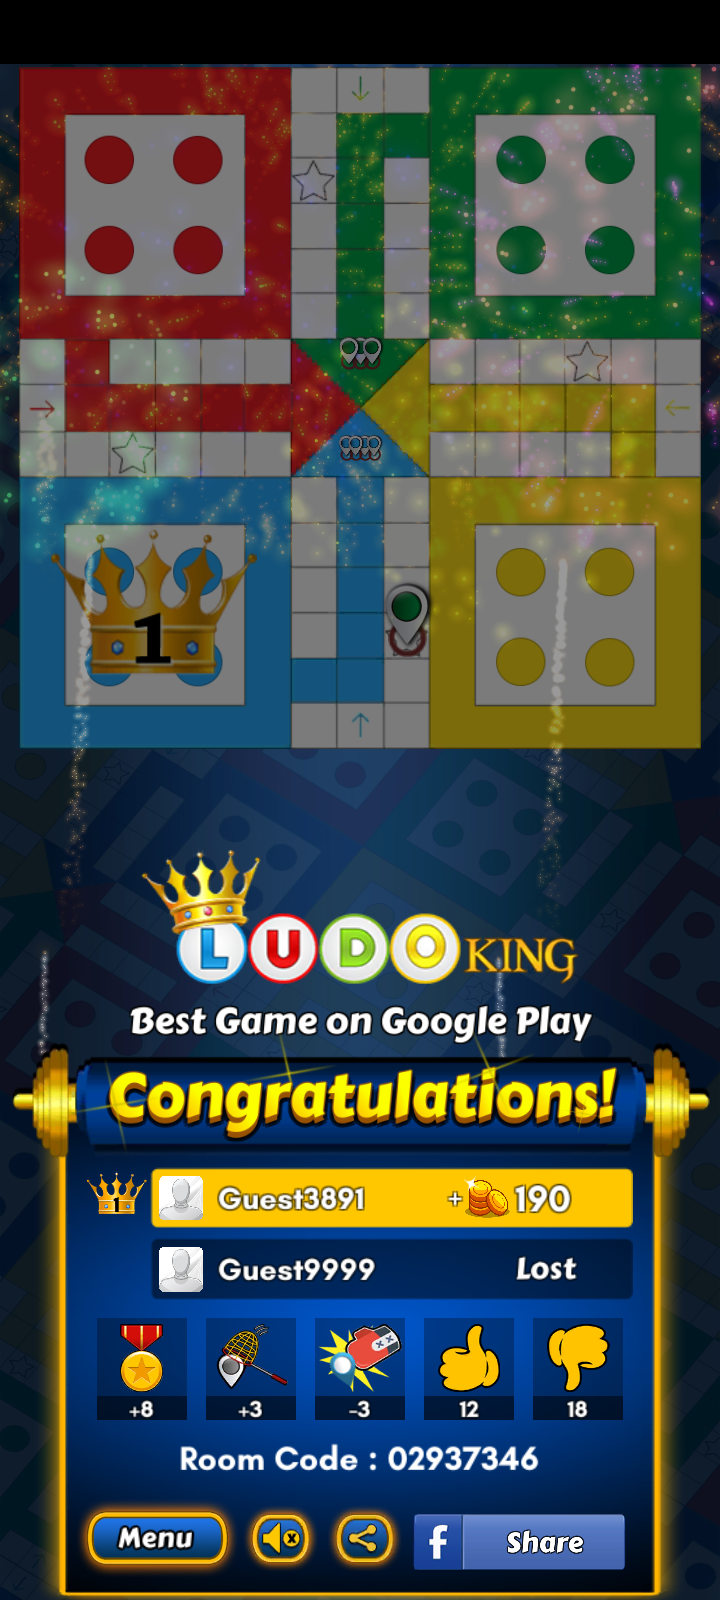 1
LUDO KING
Best Game on Google Play
Congratulations!
1 Guest3891 + 190
Guest9999 Lost
+8 +3 -3 12 18
Room Code : 02937346
Menu f Share